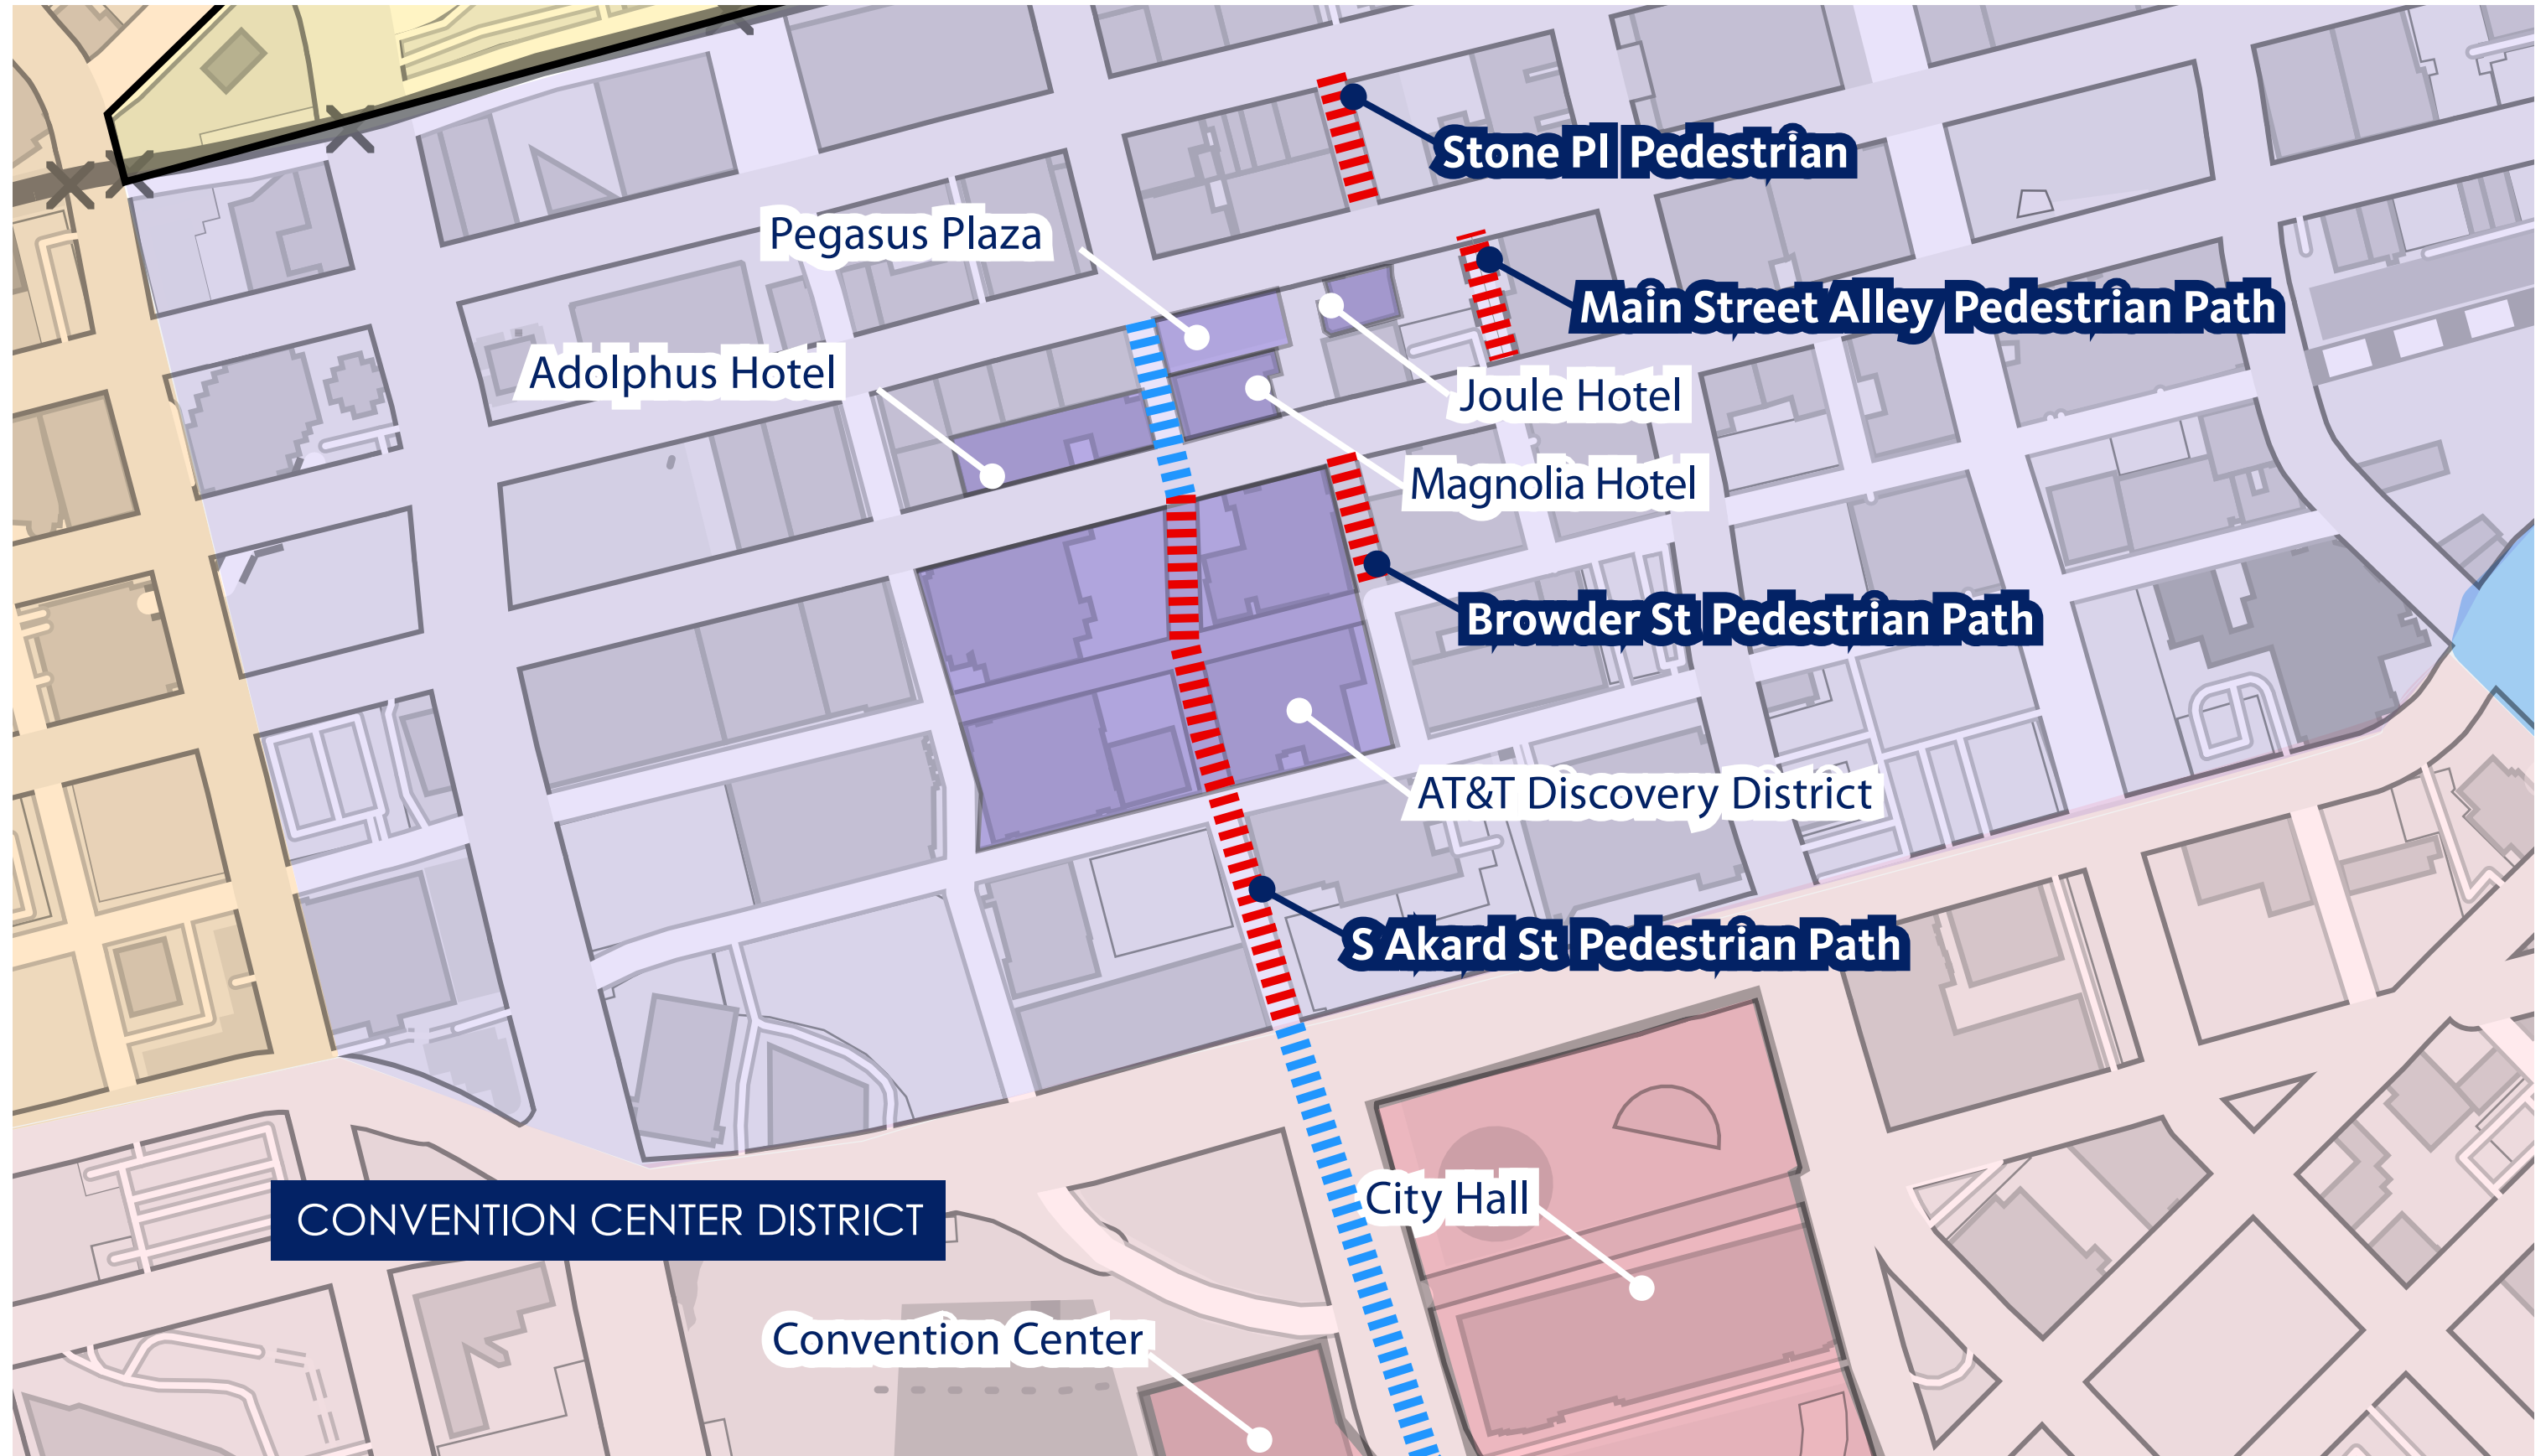 Stone Pl Pedestrian
Pegasus Plaza
Main Street Alley Pedestrian Path
Adolphus Hotel
Joule Hotel
Magnolia Hotel
Browder St Pedestrian Path
AT&T Discovery District
S Akard St Pedestrian Path
City Hall
CONVENTION CENTER DISTRICT
Convention Center